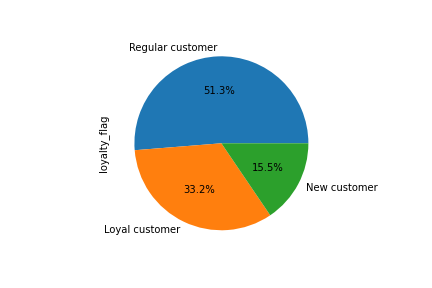 Regular customer
51.3%
loyalty_flag
15.5%
33.2%
New customer
Loyal customer